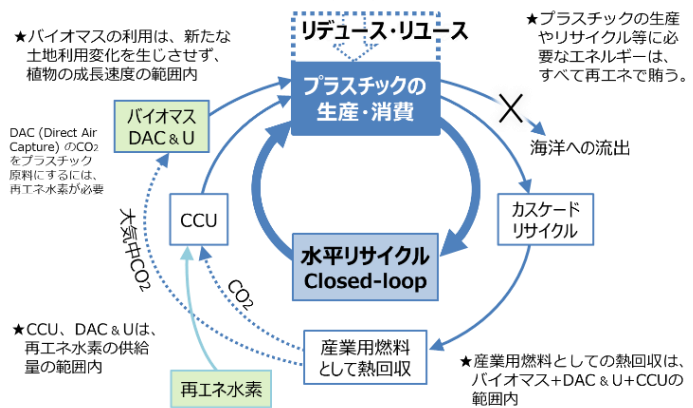 リデュース・リユース
★バイオマスの利用は、新たな
土地利用変化を生じさせず、
植物の成長速度の範囲内
★プラスチックの生産
やリサイクル等に必
要なエネルギーは、
すべて再エネで賄う。
プラスチックの
生産・消費
バイオマス
DAC&U
海洋への流出
DAC (Direct Air
Capture) のCO2
をプラスチック
原料にするには、
再エネ水素が必要
CCU
カスケード
リサイクル
大気中CO2
水平リサイクル
Closed-loop
CO2
★CCU、DAC&Uは、
再エネ水素の供給
量の範囲内
産業用燃料
として熱回収
再エネ水素
★産業用燃料としての熱回収は、
バイオマス+DAC&U+CCUの
範囲内